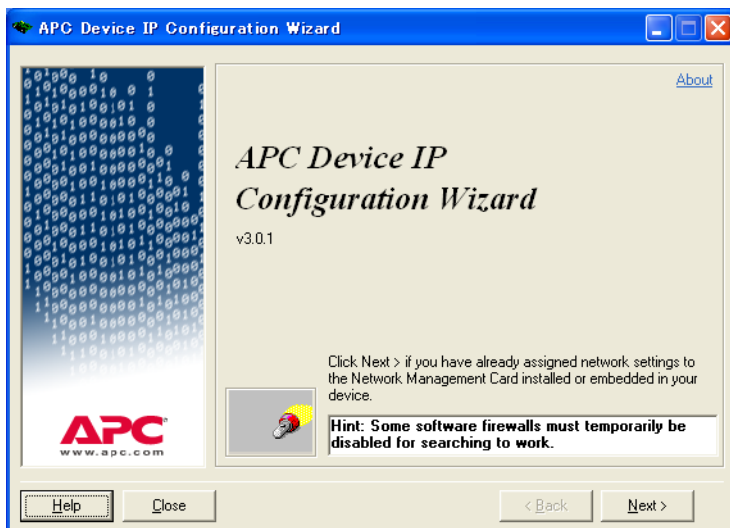 APC Device IP Configuration Wizard
About
APC Device IP
Configuration Wizard
v3.0.1
Click Next > if you have already assigned network settings to
the Network Management Card installed or embedded in your
device.
Hint: Some software firewalls must temporarily be
disabled for searching to work.
APC
www.apc.com
Help
Close
< Back
Next >